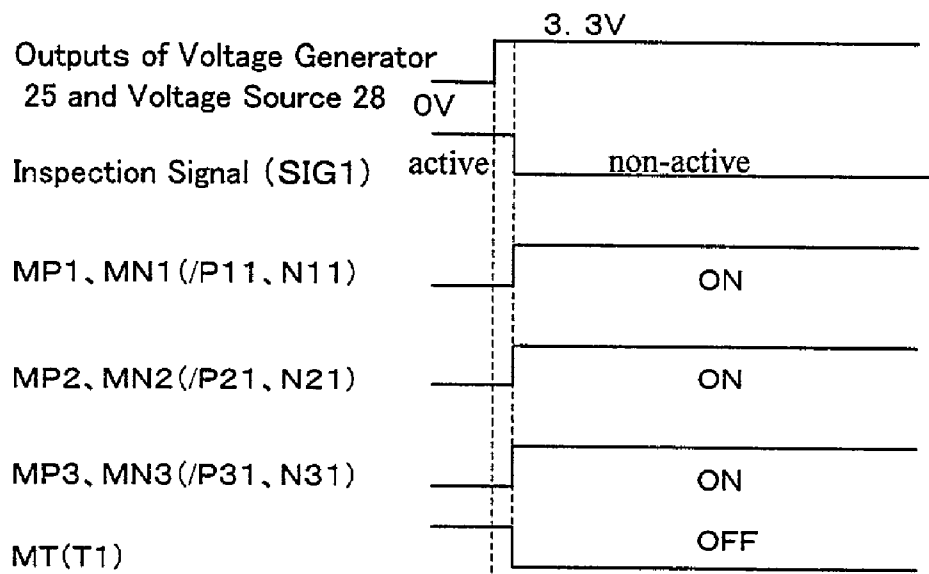 3. 3V
Outputs of Voltage Generator
25 and Voltage Source 28
0V
Inspection Signal (SIG1)
active
non-active
MP1、MN1(/P11、N11)
ON
MP2、MN2(/P21、N21)
ON
MP3、MN3(/P31、N31)
ON
MT(T1)
OFF